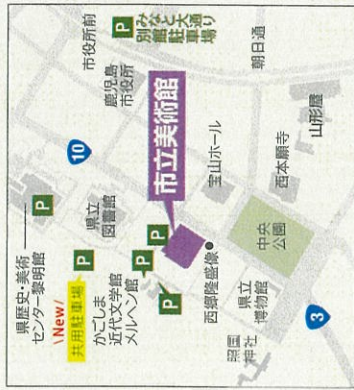 県歴史・美術
センター黎明館
P
\New/
共用駐車場
P
かごしま
近代文学館
メルヘン館
P
P
P
県立
図書館
10
市役所前
鹿児島
市役所
P
みなと大通り
別館駐車場
市立美術館
西郷隆盛像
宝山ホール
朝日通
照国
神社
県立
博物館
中央
公園
西本願寺
山形屋
3